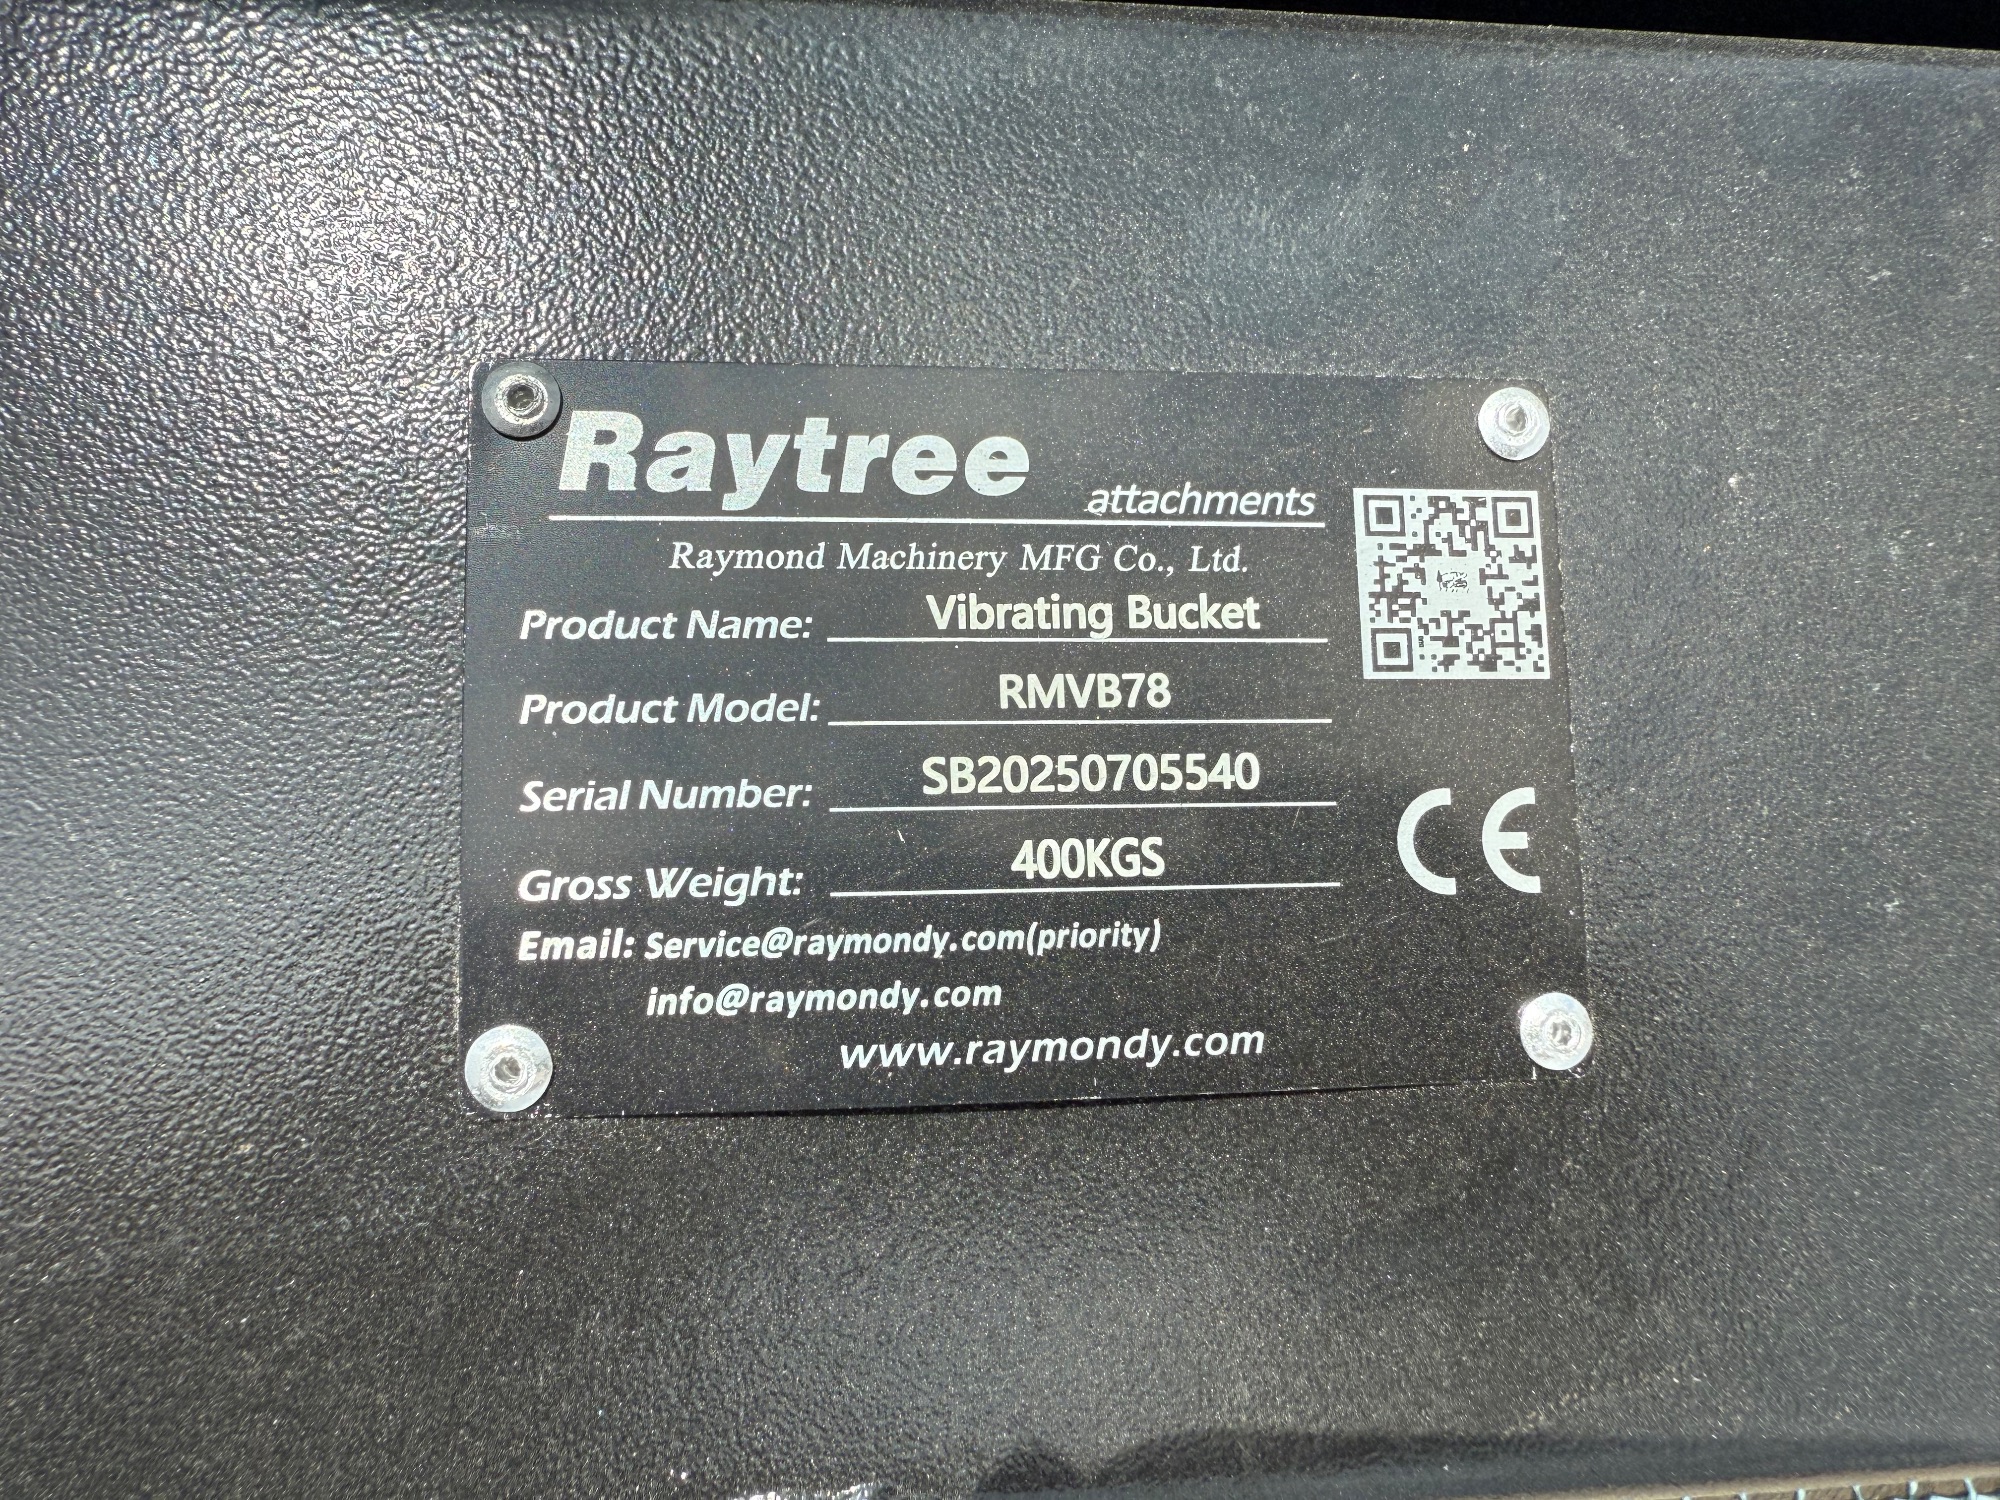 Raytree attachments
Raymond Machinery MFG Co., Ltd.
Product Name: Vibrating Bucket
Product Model: RMVB78
Serial Number: SB20250705540
Gross Weight: 400KGS
Email: Service@raymondy.com(priority)
info@raymondy.com
www.raymondy.com
CE